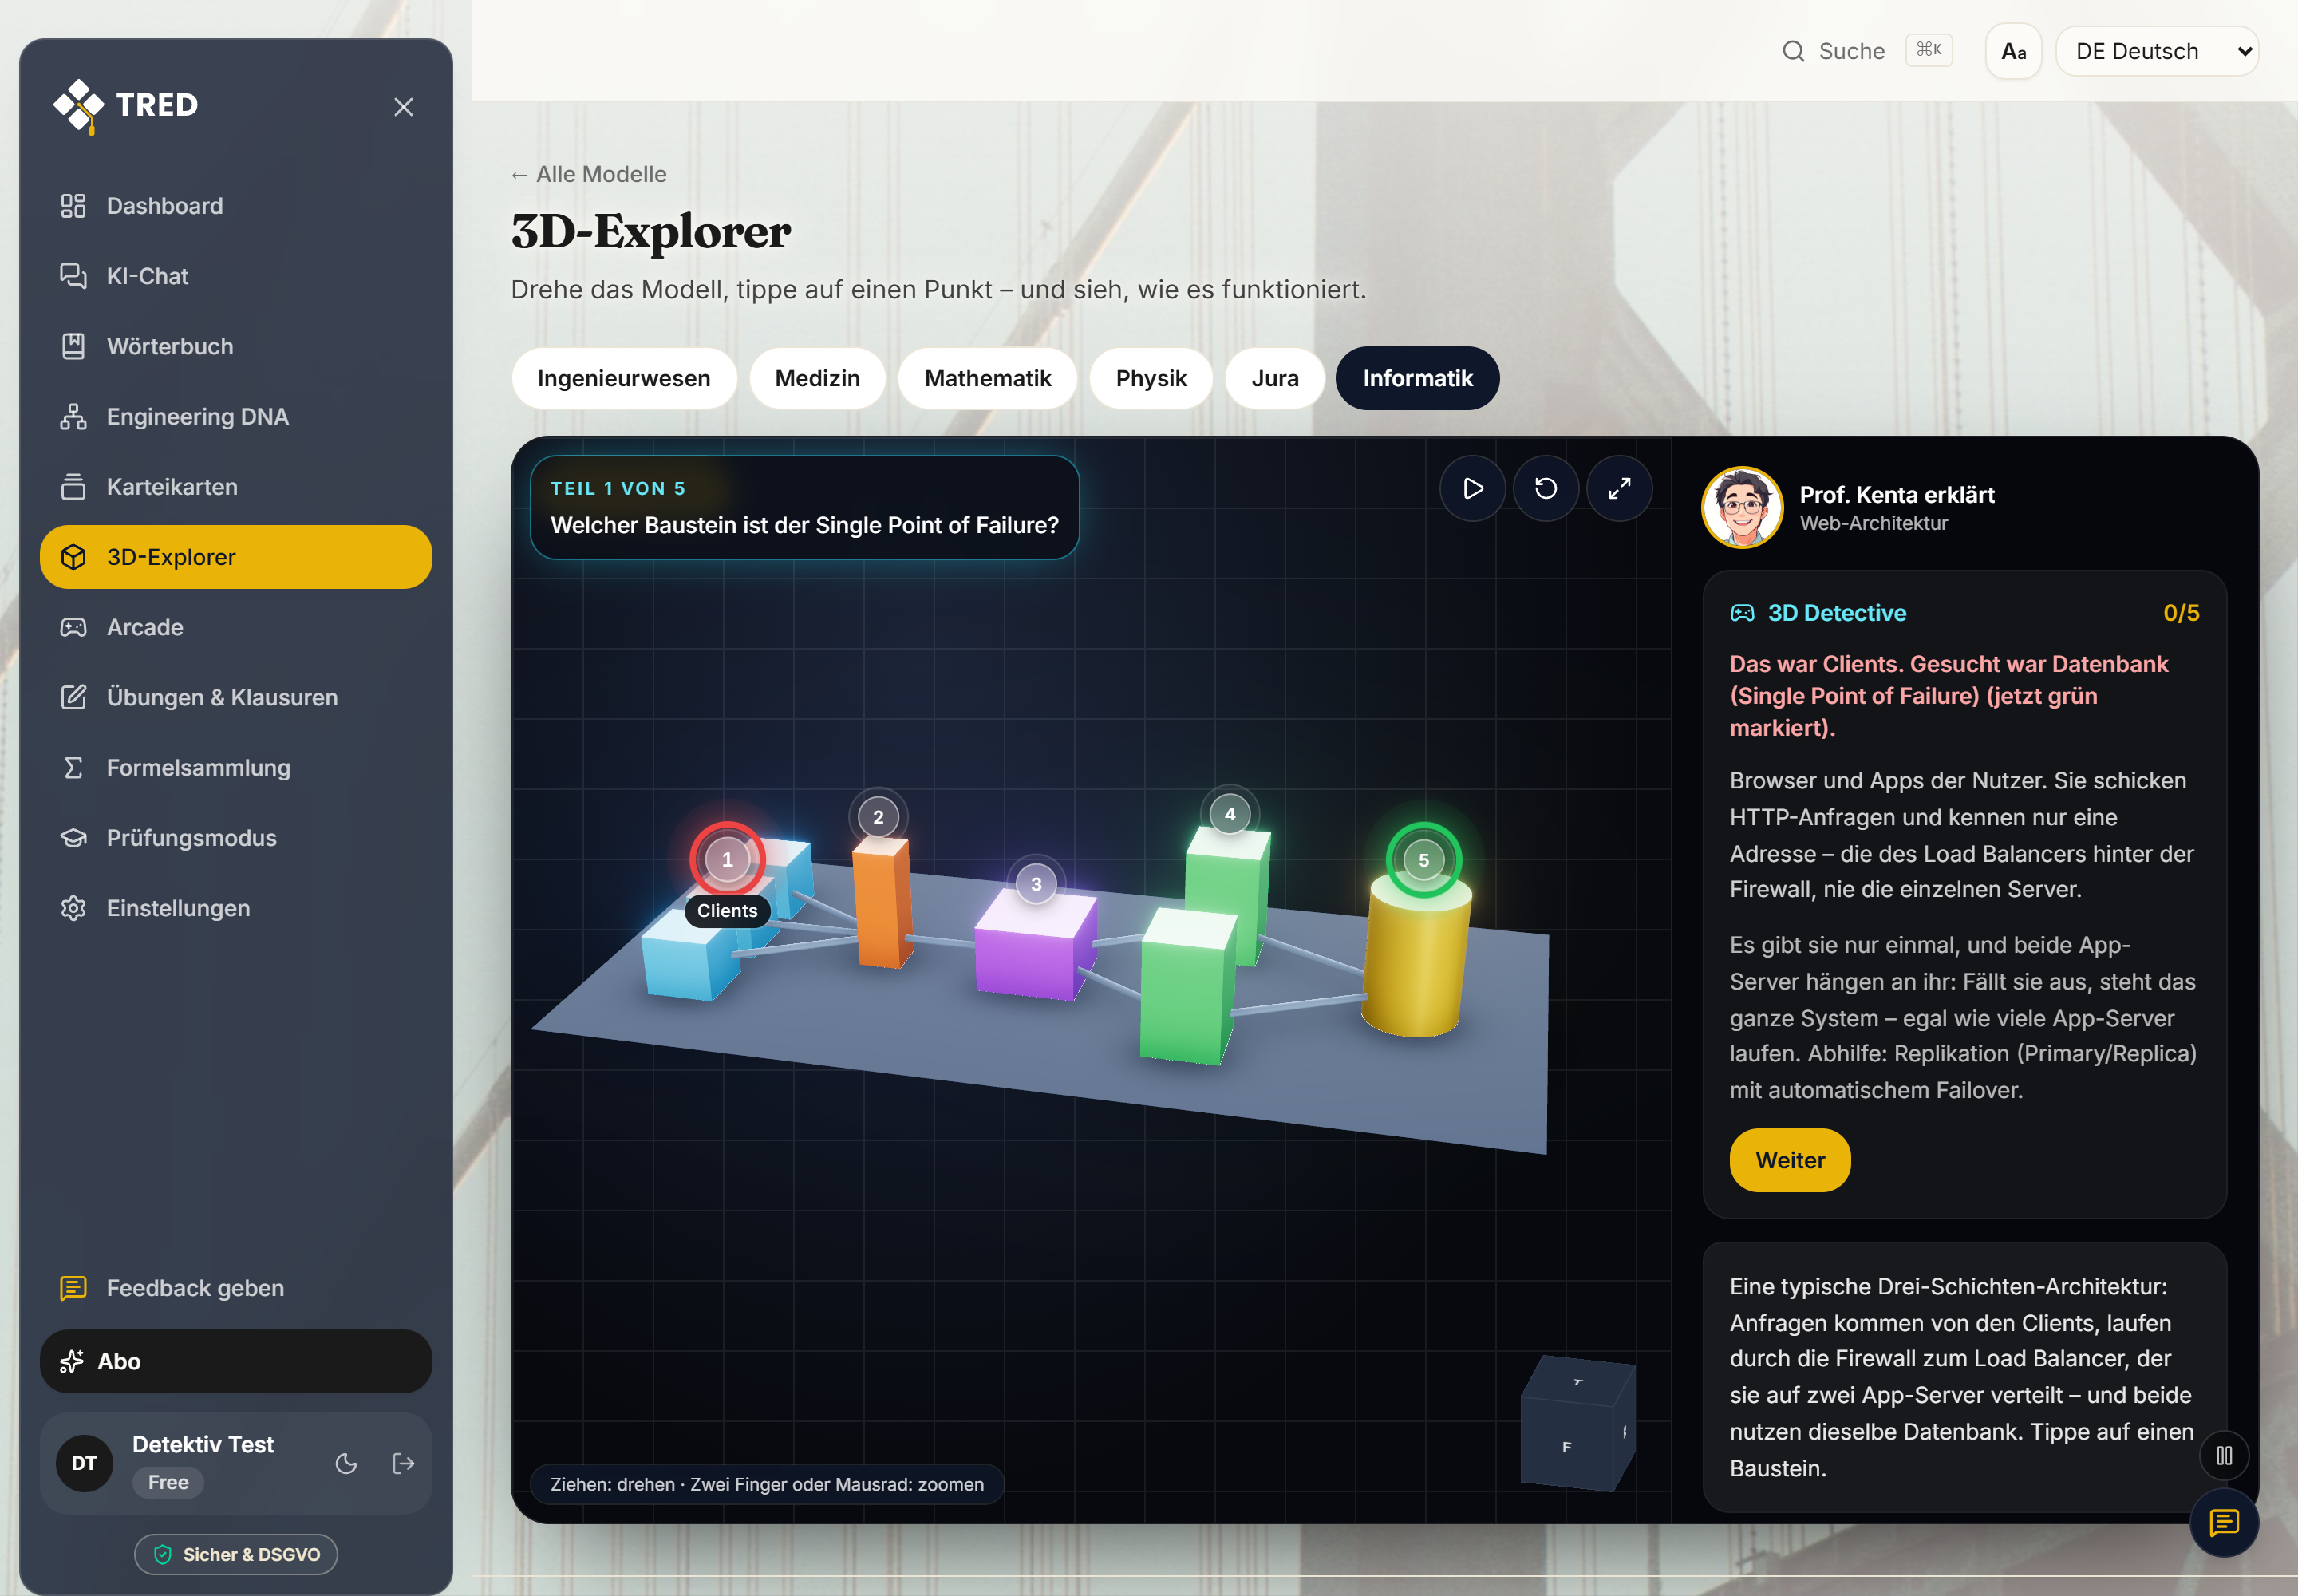 TRED
Dashboard
KI-Chat
Wörterbuch
Engineering DNA
Karteikarten
3D-Explorer
Arcade
Übungen & Klausuren
Formelsammlung
Prüfungsmodus
Einstellungen
Feedback geben
Abo
DT
Detektiv Test
Free
Sicher & DSGVO
Suche
⌘K
Aa
DE Deutsch
← Alle Modelle
3D-Explorer
Drehe das Modell, tippe auf einen Punkt – und sieh, wie es funktioniert.
Ingenieurwesen
Medizin
Mathematik
Physik
Jura
Informatik
TEIL 1 VON 5
Welcher Baustein ist der Single Point of Failure?
1
Clients
2
3
4
5
T
F
Ziehen: drehen · Zwei Finger oder Mausrad: zoomen
Prof. Kenta erklärt
Web-Architektur
3D Detective
0/5
Das war Clients. Gesucht war Datenbank
(Single Point of Failure) (jetzt grün
markiert).
Browser und Apps der Nutzer. Sie schicken
HTTP-Anfragen und kennen nur eine
Adresse – die des Load Balancers hinter der
Firewall, nie die einzelnen Server.
Es gibt sie nur einmal, und beide App-
Server hängen an ihr: Fällt sie aus, steht das
ganze System – egal wie viele App-Server
laufen. Abhilfe: Replikation (Primary/Replica)
mit automatischem Failover.
Weiter
Eine typische Drei-Schichten-Architektur:
Anfragen kommen von den Clients, laufen
durch die Firewall zum Load Balancer, der
sie auf zwei App-Server verteilt – und beide
nutzen dieselbe Datenbank. Tippe auf einen
Baustein.